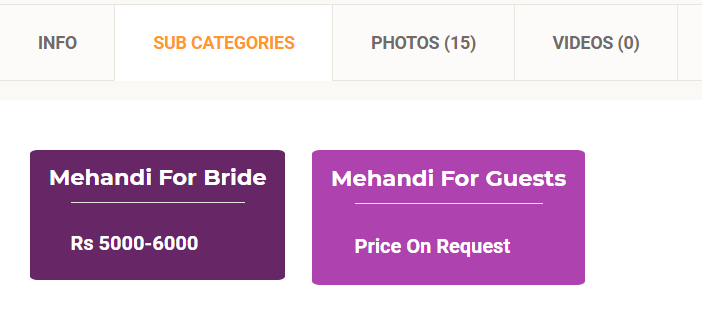 INFO
SUB CATEGORIES
PHOTOS (15)
VIDEOS (0)
Mehandi For Bride
Rs 5000-6000
Mehandi For Guests
Price On Request